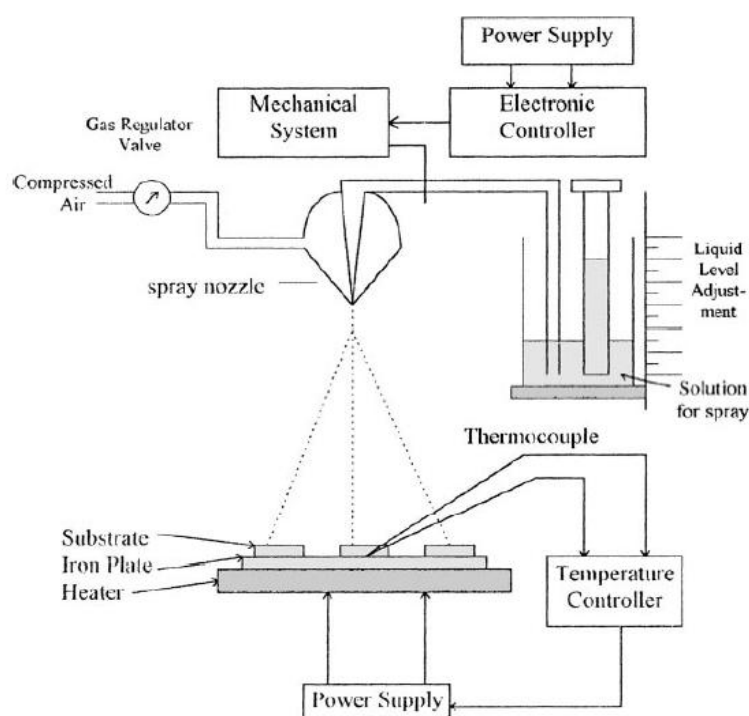 Power Supply
Mechanical
System
Electronic
Controller
Gas Regulator
Valve
Compressed
Air
spray nozzle
Liquid
Level
Adjust-
ment
Solution
for spray
Thermocouple
Substrate
Iron Plate
Heater
Temperature
Controller
Power Supply